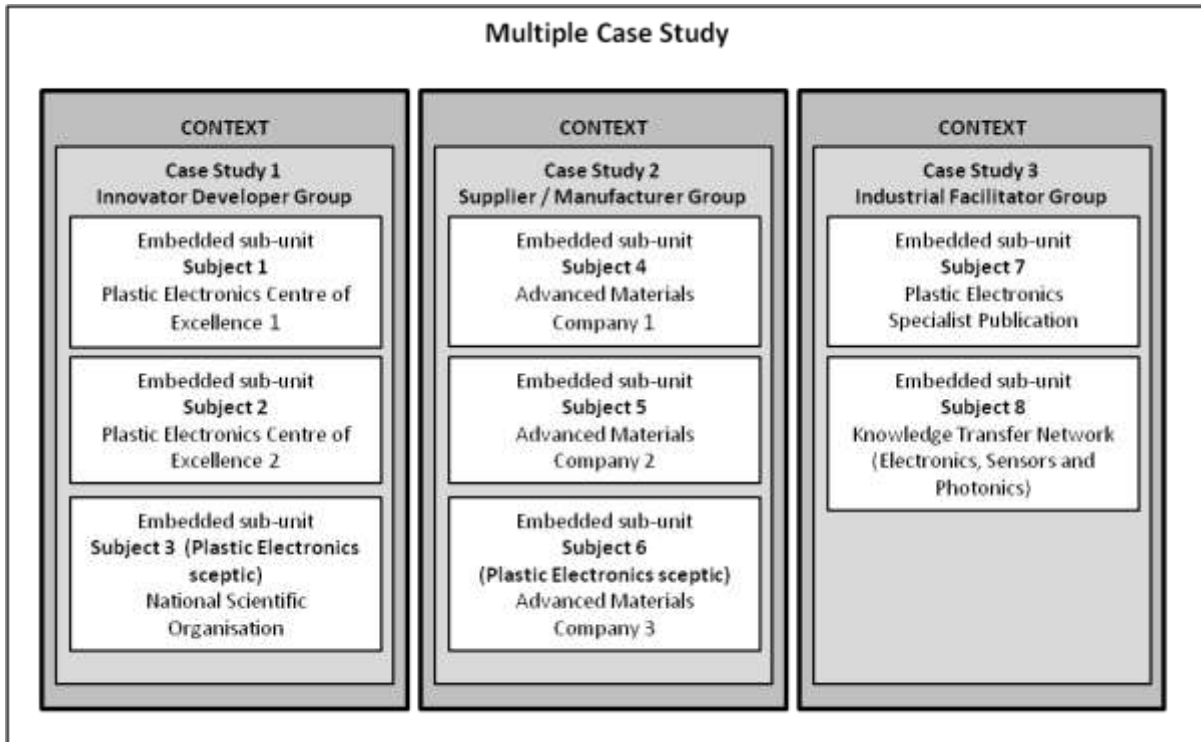 Multiple Case Study
CONTEXT
Case Study 1
Innovator Developer Group
Embedded sub-unit
Subject 1
Plastic Electronics Centre of
Excellence 1
Embedded sub-unit
Subject 2
Plastic Electronics Centre of
Excellence 2
Embedded sub-unit
Subject 3 (Plastic Electronics
sceptic)
National Scientific
Organisation
CONTEXT
Case Study 2
Supplier / Manufacturer Group
Embedded sub-unit
Subject 4
Advanced Materials
Company 1
Embedded sub-unit
Subject 5
Advanced Materials
Company 2
Embedded sub-unit
Subject 6
(Plastic Electronics sceptic)
Advanced Materials
Company 3
CONTEXT
Case Study 3
Industrial Facilitator Group
Embedded sub-unit
Subject 7
Plastic Electronics
Specialist Publication
Embedded sub-unit
Subject 8
Knowledge Transfer Network
(Electronics, Sensors and
Photonics)